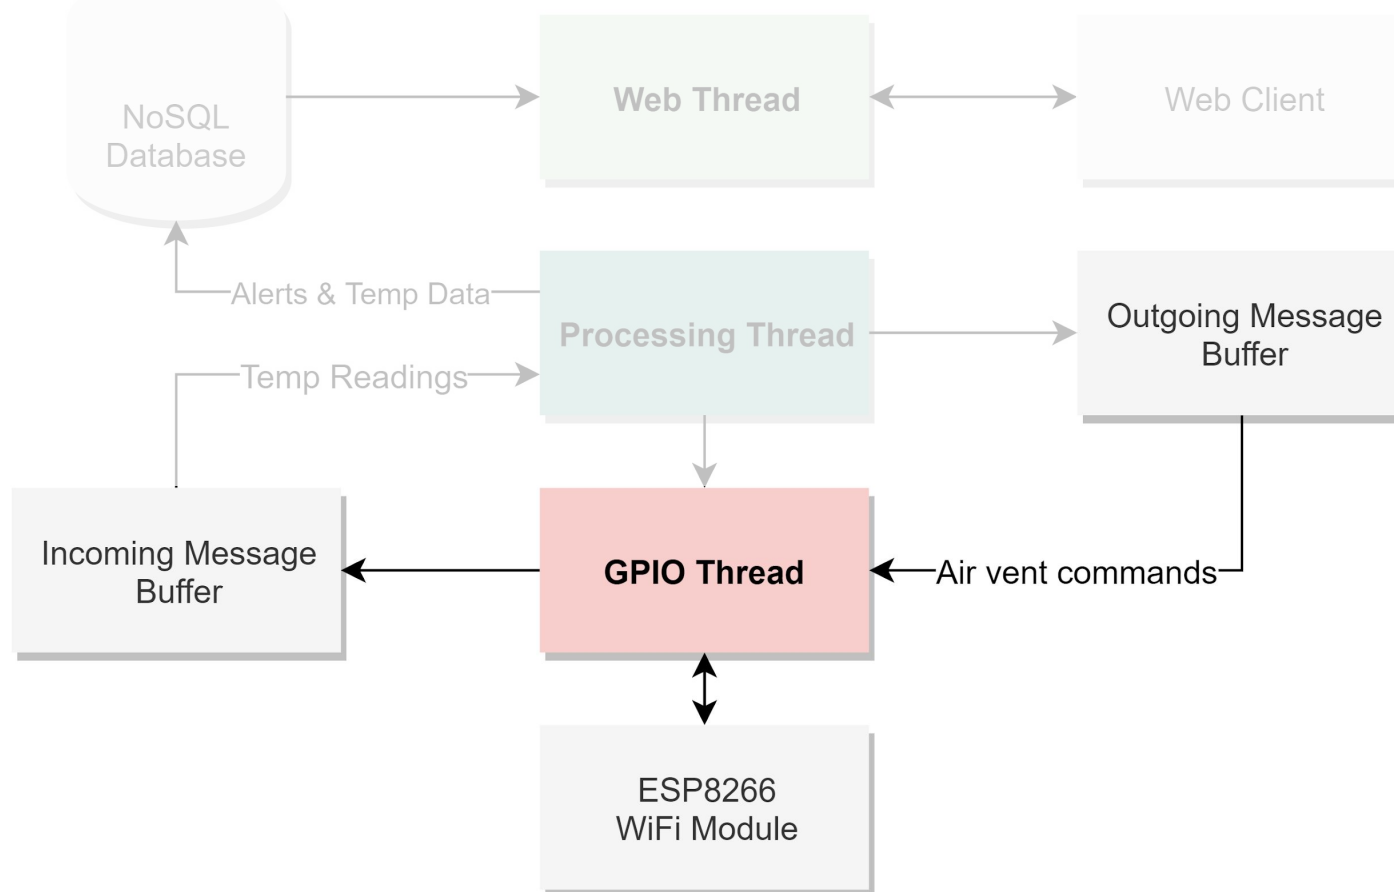 NoSQL
Database
Web Thread
Web Client
Alerts & Temp Data
Processing Thread
Outgoing Message
Buffer
Temp Readings
Incoming Message
Buffer
GPIO Thread
Air vent commands
ESP8266
WiFi Module